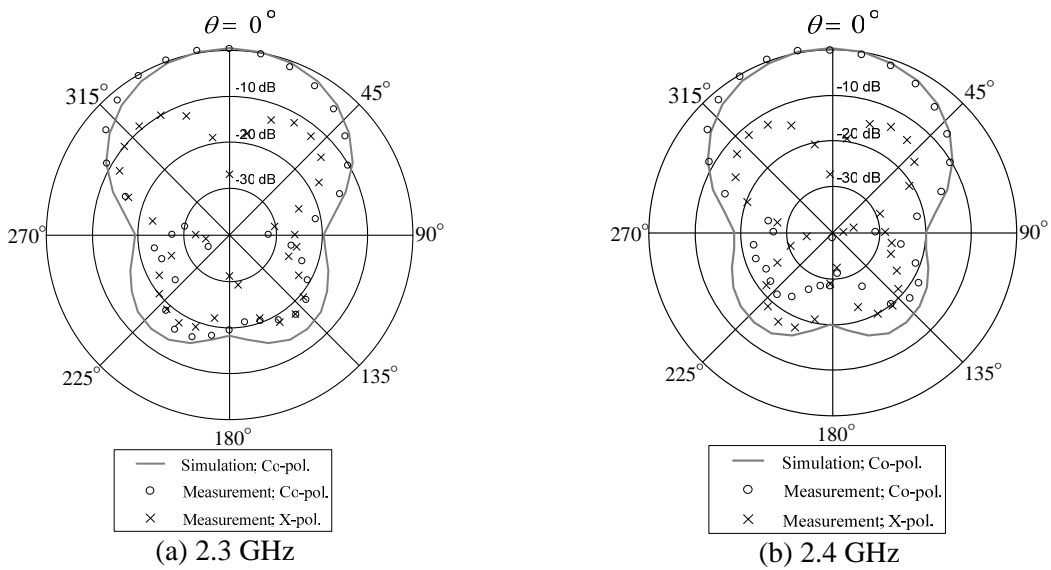 θ = 0°
-10 dB
-20 dB
-30 dB
45°
90°
135°
180°
225°
270°
315°
Simulation; Co-pol.
Measurement; Co-pol.
Measurement; X-pol.
(a) 2.3 GHz
θ = 0°
-10 dB
-20 dB
-30 dB
45°
90°
135°
180°
225°
270°
315°
Simulation; Co-pol.
Measurement; Co-pol.
Measurement; X-pol.
(b) 2.4 GHz